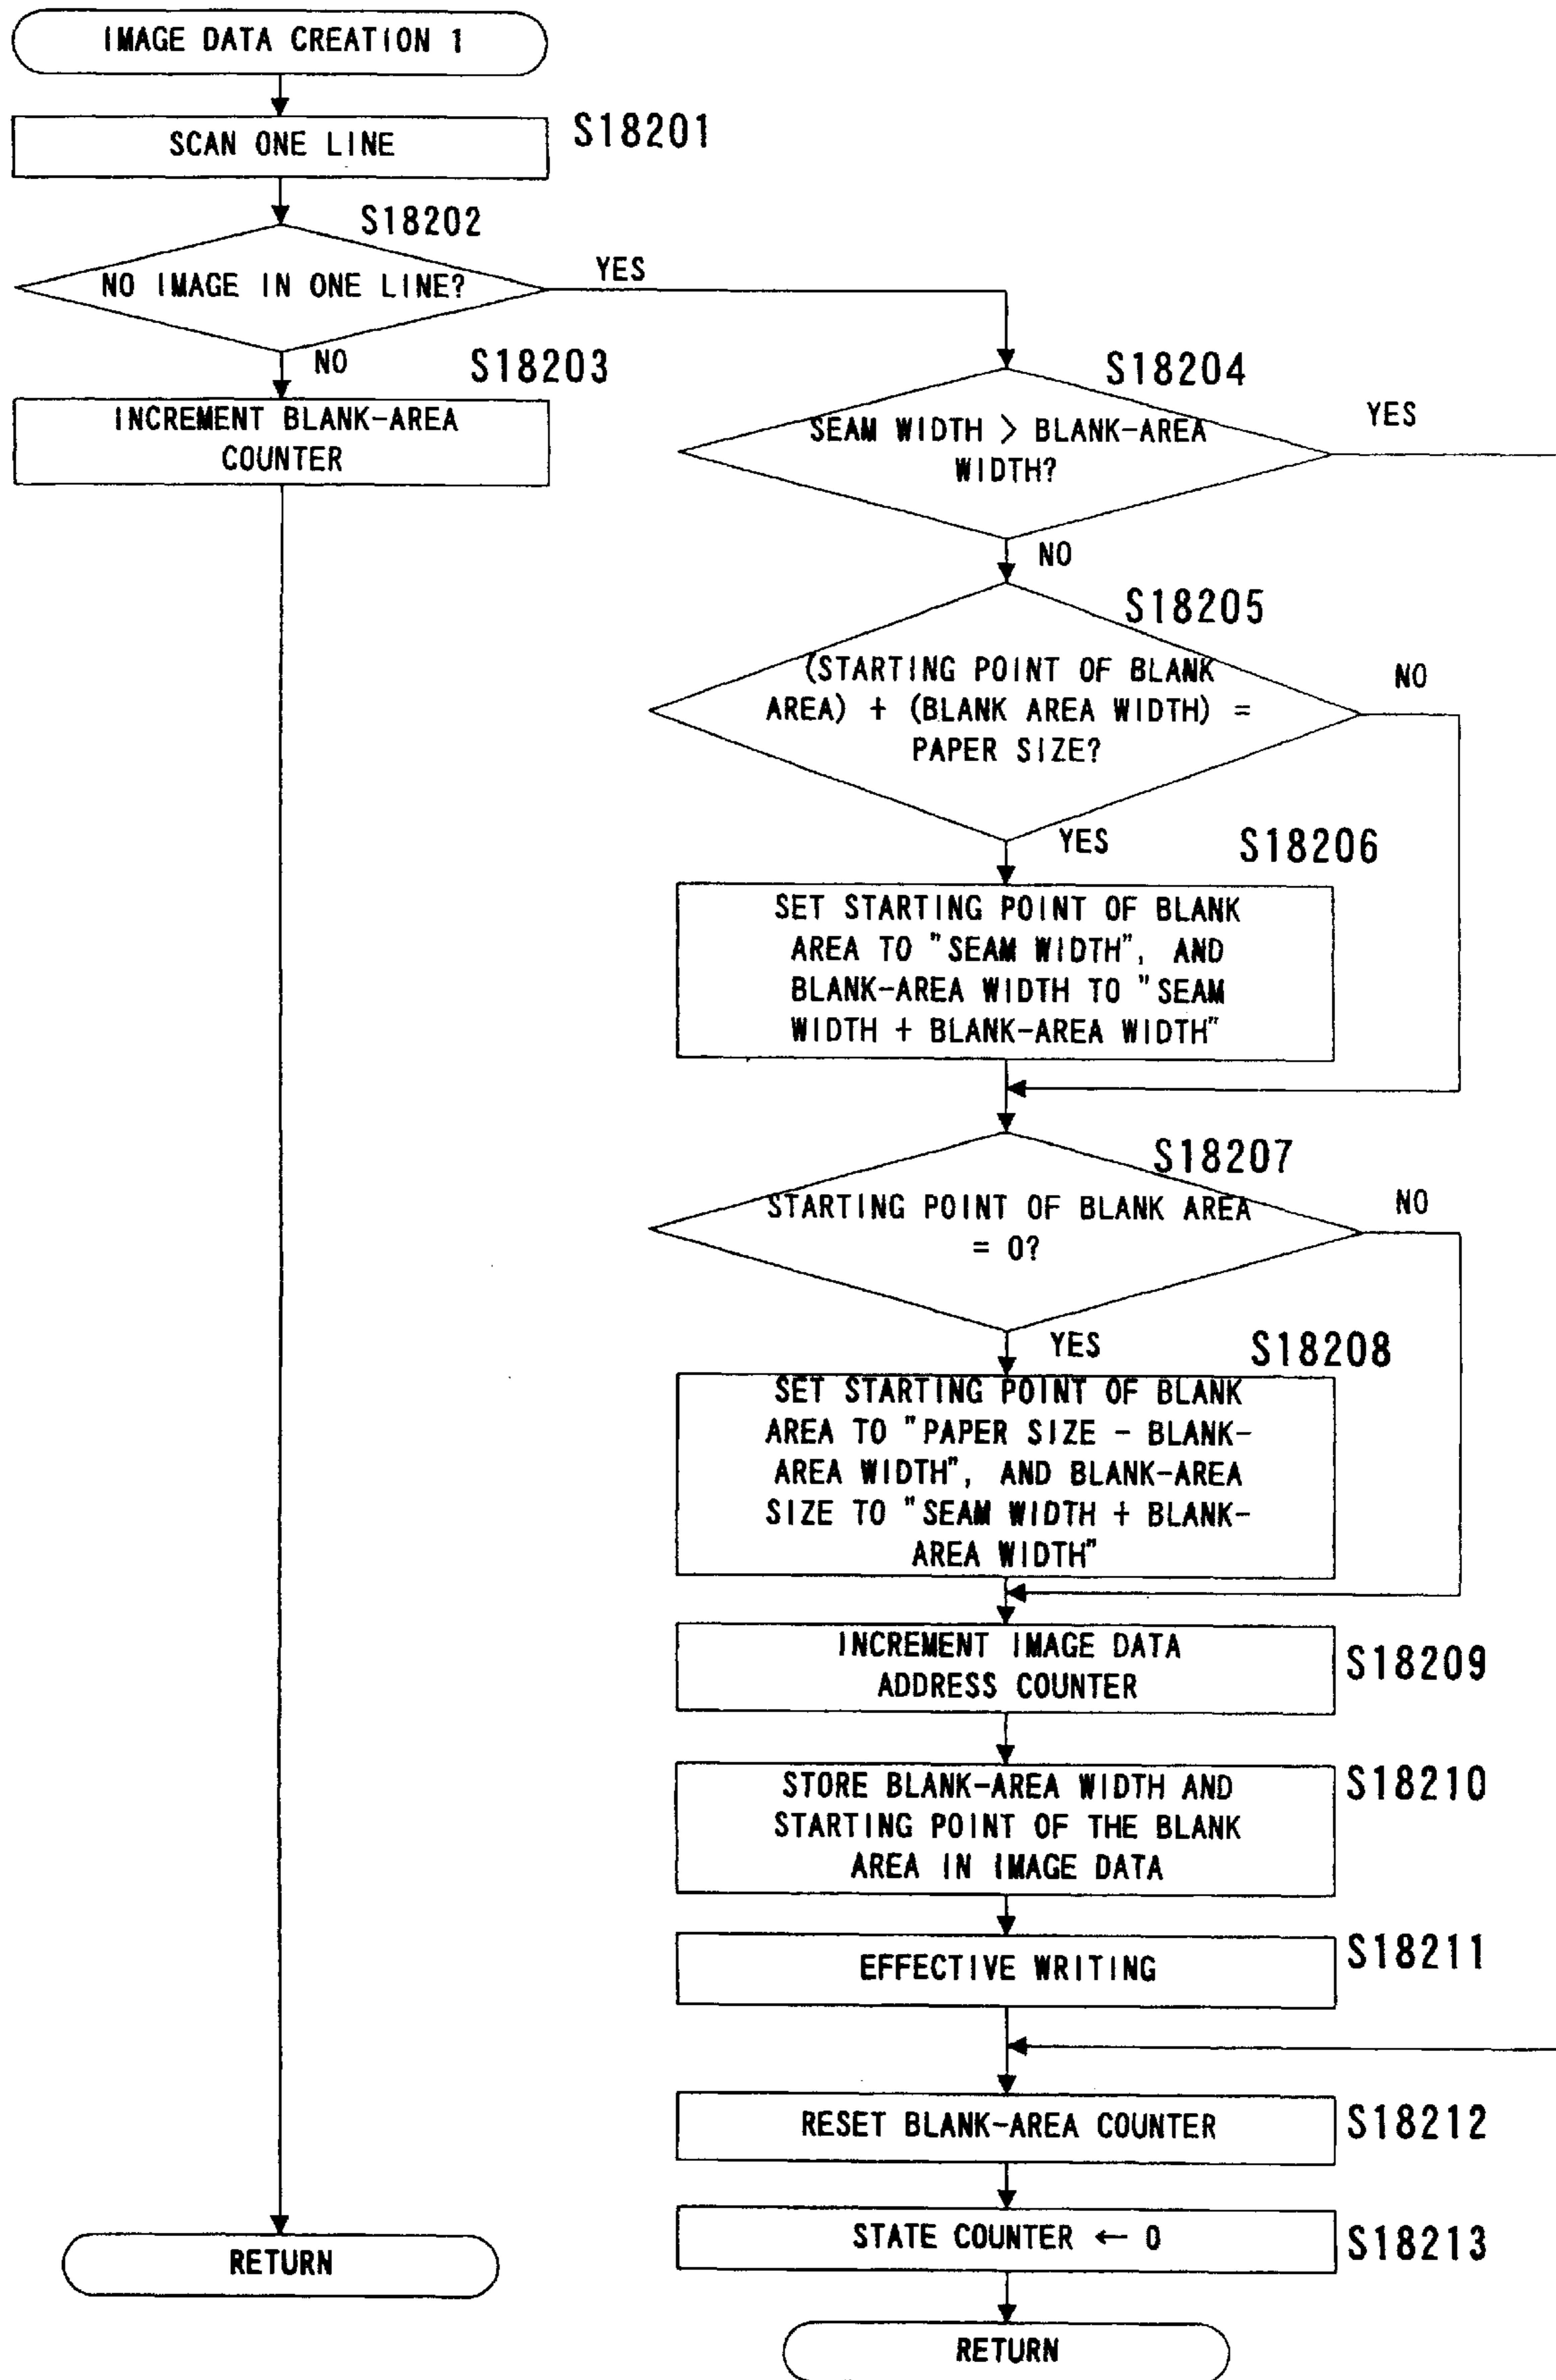 IMAGE DATA CREATION 1
SCAN ONE LINE
S18201
S18202
NO IMAGE IN ONE LINE?
YES
NO
S18203
INCREMENT BLANK-AREA
COUNTER
RETURN
S18204
SEAM WIDTH > BLANK-AREA
WIDTH?
YES
NO
S18205
(STARTING POINT OF BLANK
AREA) + (BLANK AREA WIDTH) =
PAPER SIZE?
NO
YES
S18206
SET STARTING POINT OF BLANK
AREA TO "SEAM WIDTH", AND
BLANK-AREA WIDTH TO "SEAM
WIDTH + BLANK-AREA WIDTH"
S18207
STARTING POINT OF BLANK AREA
= 0?
NO
YES
S18208
SET STARTING POINT OF BLANK
AREA TO "PAPER SIZE - BLANK-
AREA WIDTH", AND BLANK-AREA
SIZE TO "SEAM WIDTH + BLANK-
AREA WIDTH"
INCREMENT IMAGE DATA
ADDRESS COUNTER
S18209
STORE BLANK-AREA WIDTH AND
STARTING POINT OF THE BLANK
AREA IN IMAGE DATA
S18210
EFFECTIVE WRITING
S18211
RESET BLANK-AREA COUNTER
S18212
STATE COUNTER ← 0
S18213
RETURN